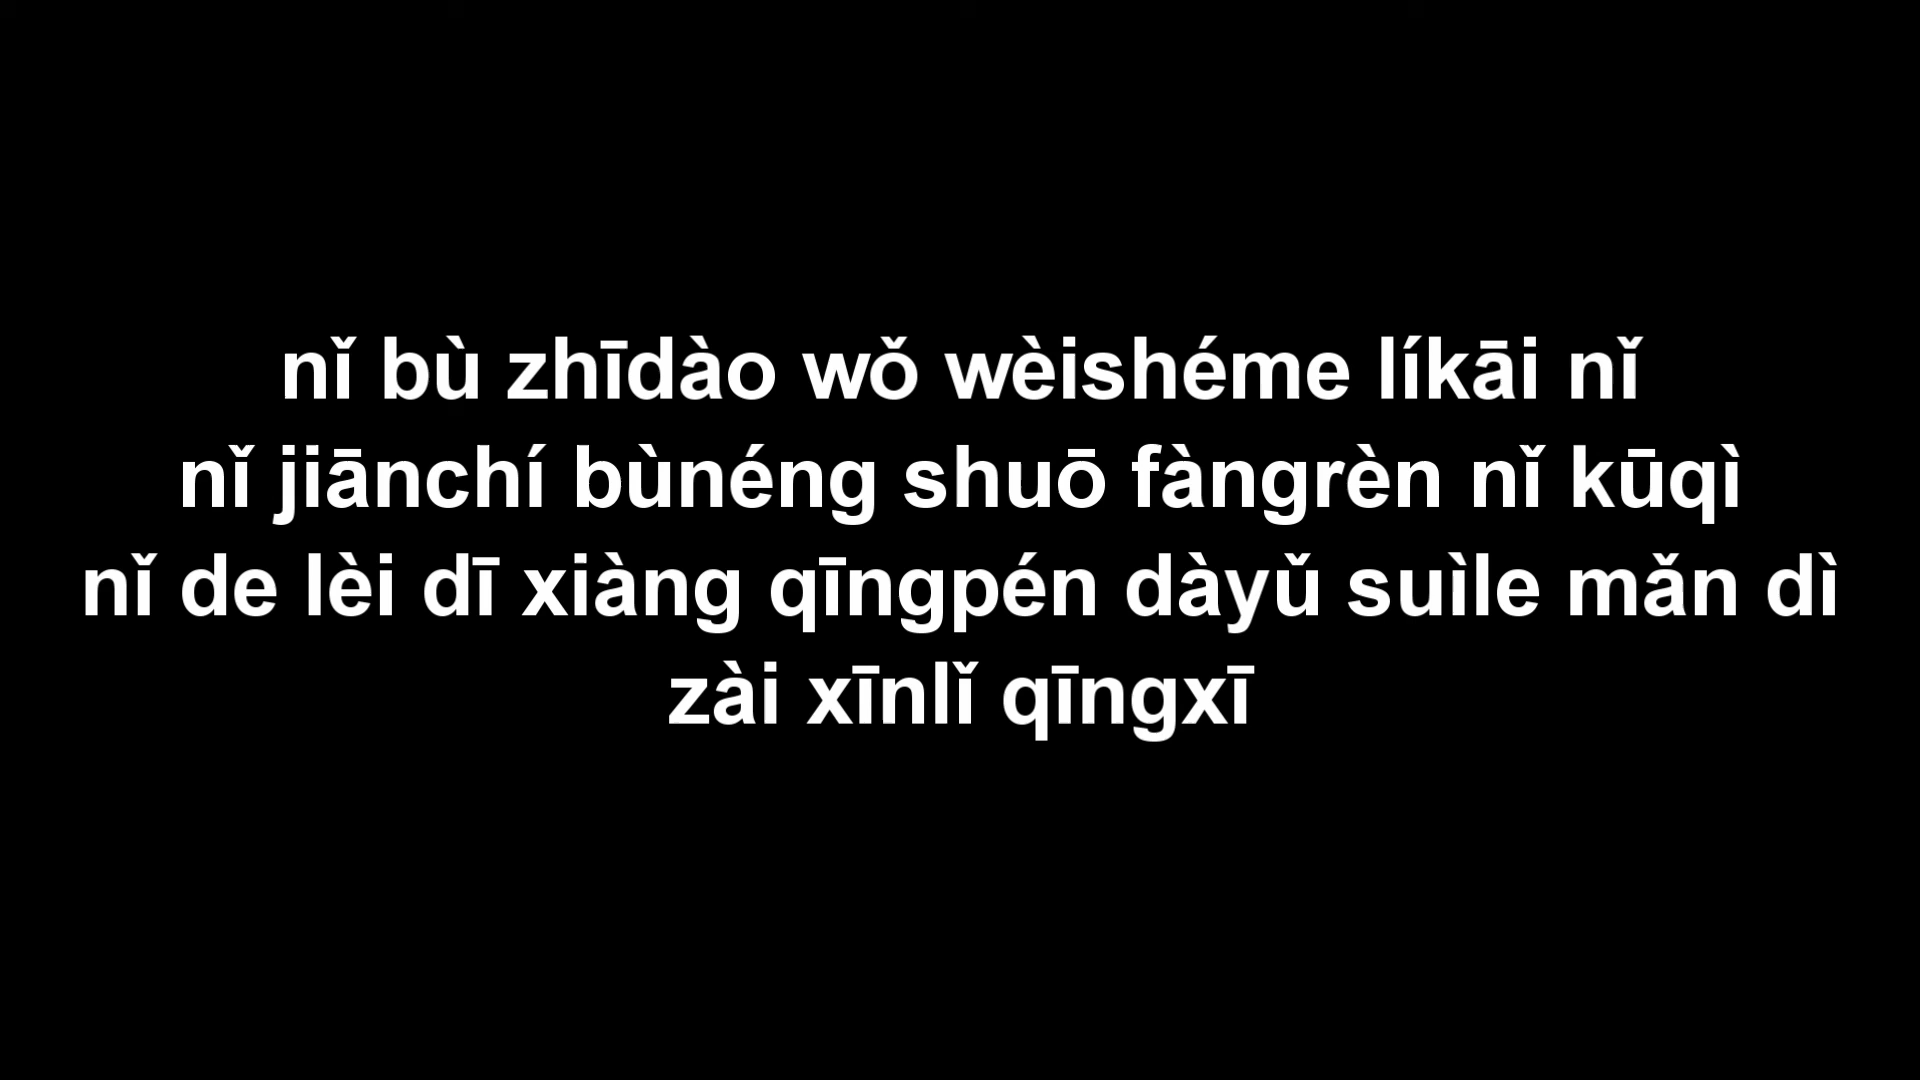 nǐ bù zhīdào wǒ wèishéme líkāi nǐ
nǐ jiānchí bùnéng shuō fàngrèn nǐ kūqì
nǐ de lèi dī xiàng qīngpén dàyǔ suìle mǎn dì
zài xīnlǐ qīngxī